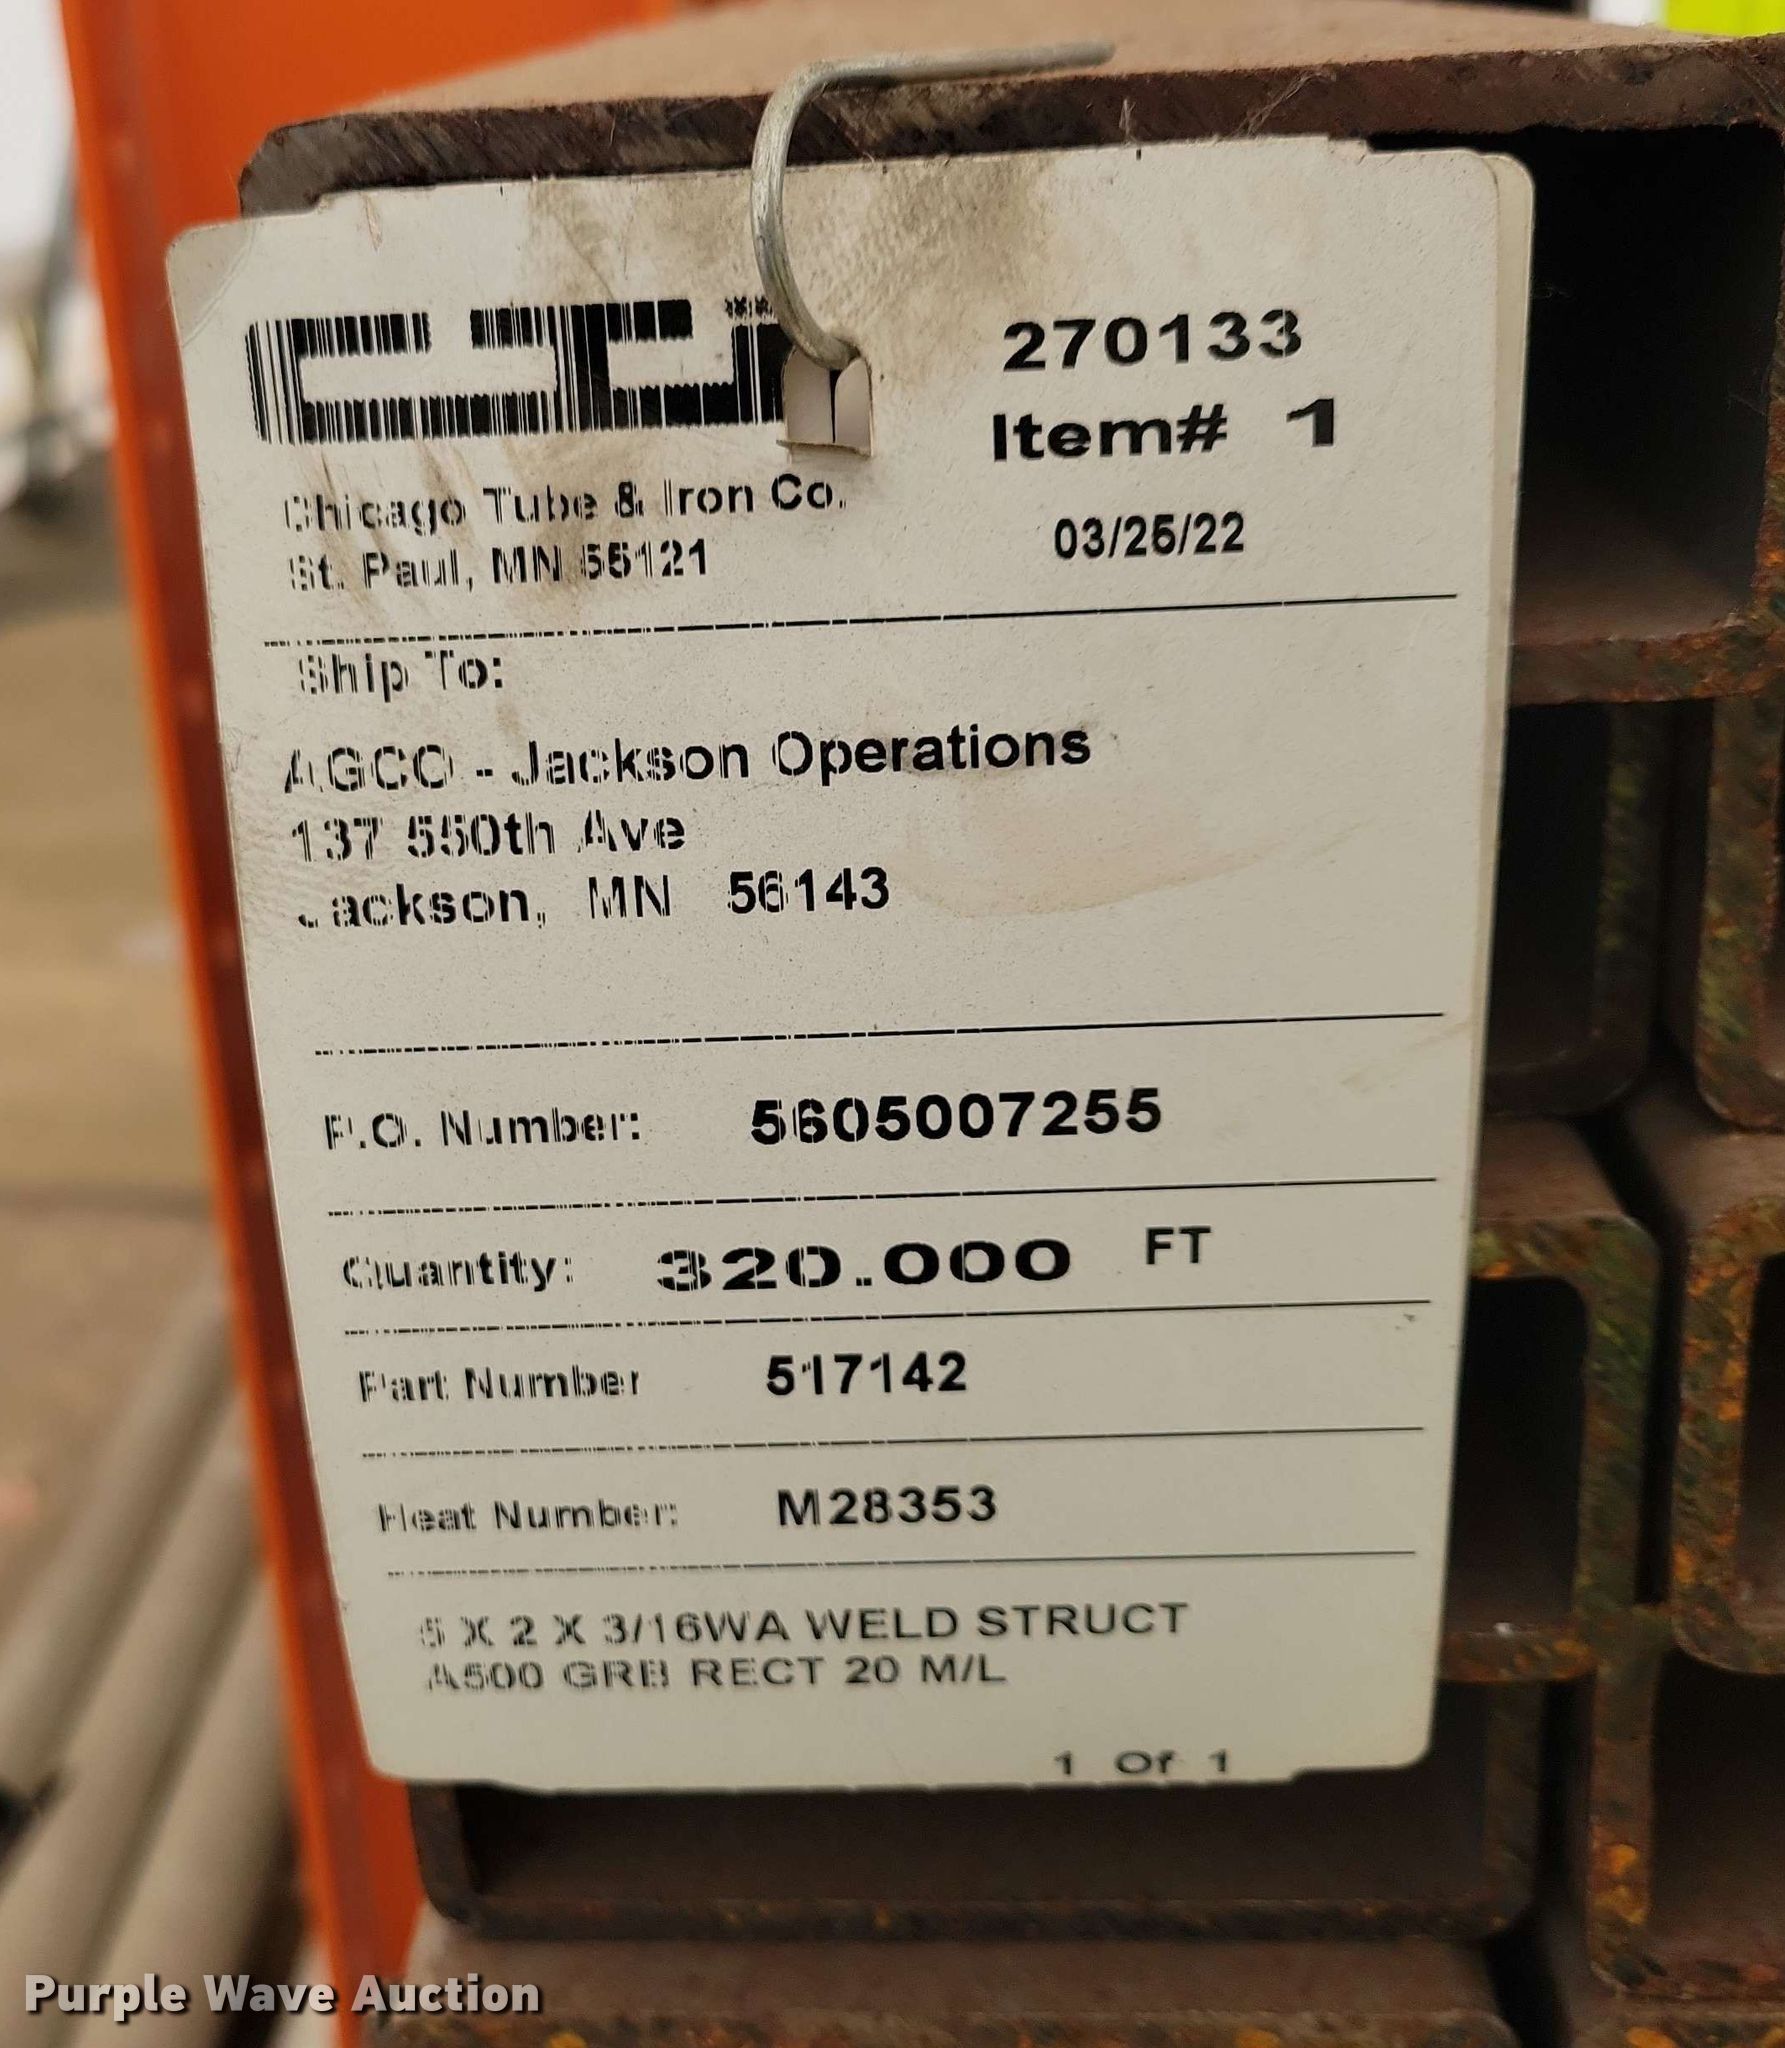 270133
Item# 1
Chicago Tube & Iron Co.
St. Paul, MN 55121
03/25/22
Ship To:
AGCO - Jackson Operations
137 550th Ave
Jackson, MN 56143
P.O. Number: 5605007255
Quantity: 320.000 FT
Part Number 517142
Heat Number: M28353
X 2 X 3/16WA WELD STRUCT
A500 GRB RECT 20 M/L
1 Of 1
Purple Wave Auction